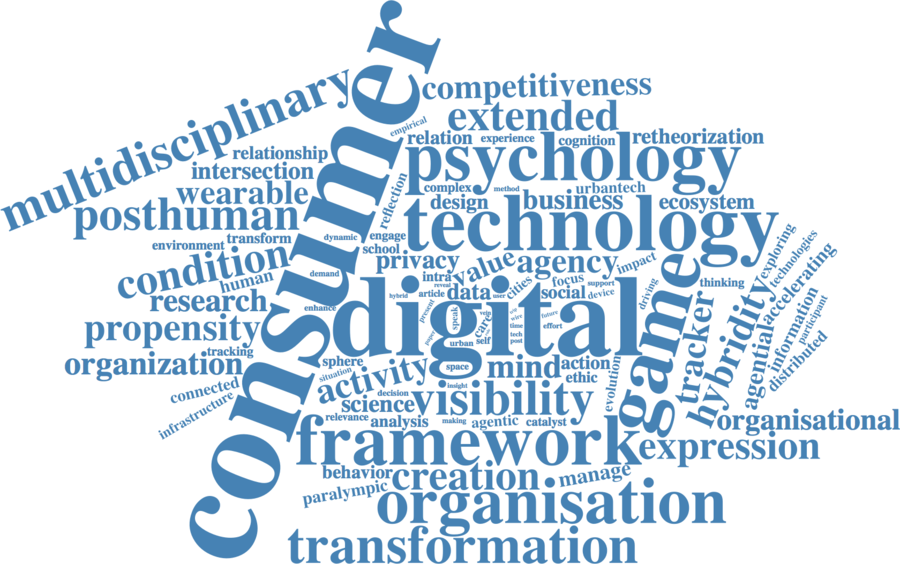 consumer
multidisciplinary
competitiveness
extended
empirical
relation
experience
cognition
retheorization
relationship
psychology
intersection
wearable
reflection
complex
method
urbantech
design
business
ecosystem
posthuman
technology
environment
transform
dynamic
engage
school
condition
human
demand
privacy
value
agency
impact
exploring
technologies
accelerating
intra
reveal
focus
support
thinking
cities
research
enhance
hybrid
article
data
user
social
device
driving
game
digital
present
speak
care
time
tech
post
wire
future
effort
tracker
hybridity
agential
information
participant
distributed
propensity
paper
urban
self
organization
tracking
sphere
situation
space
mind
action
ethic
evolution
activity
insight
connected
infrastructure
decision
science
visibility
relevance
analysis
making
agentic
catalyst
organisational
framework
expression
behavior
creation
manage
paralympic
organisation
transformation